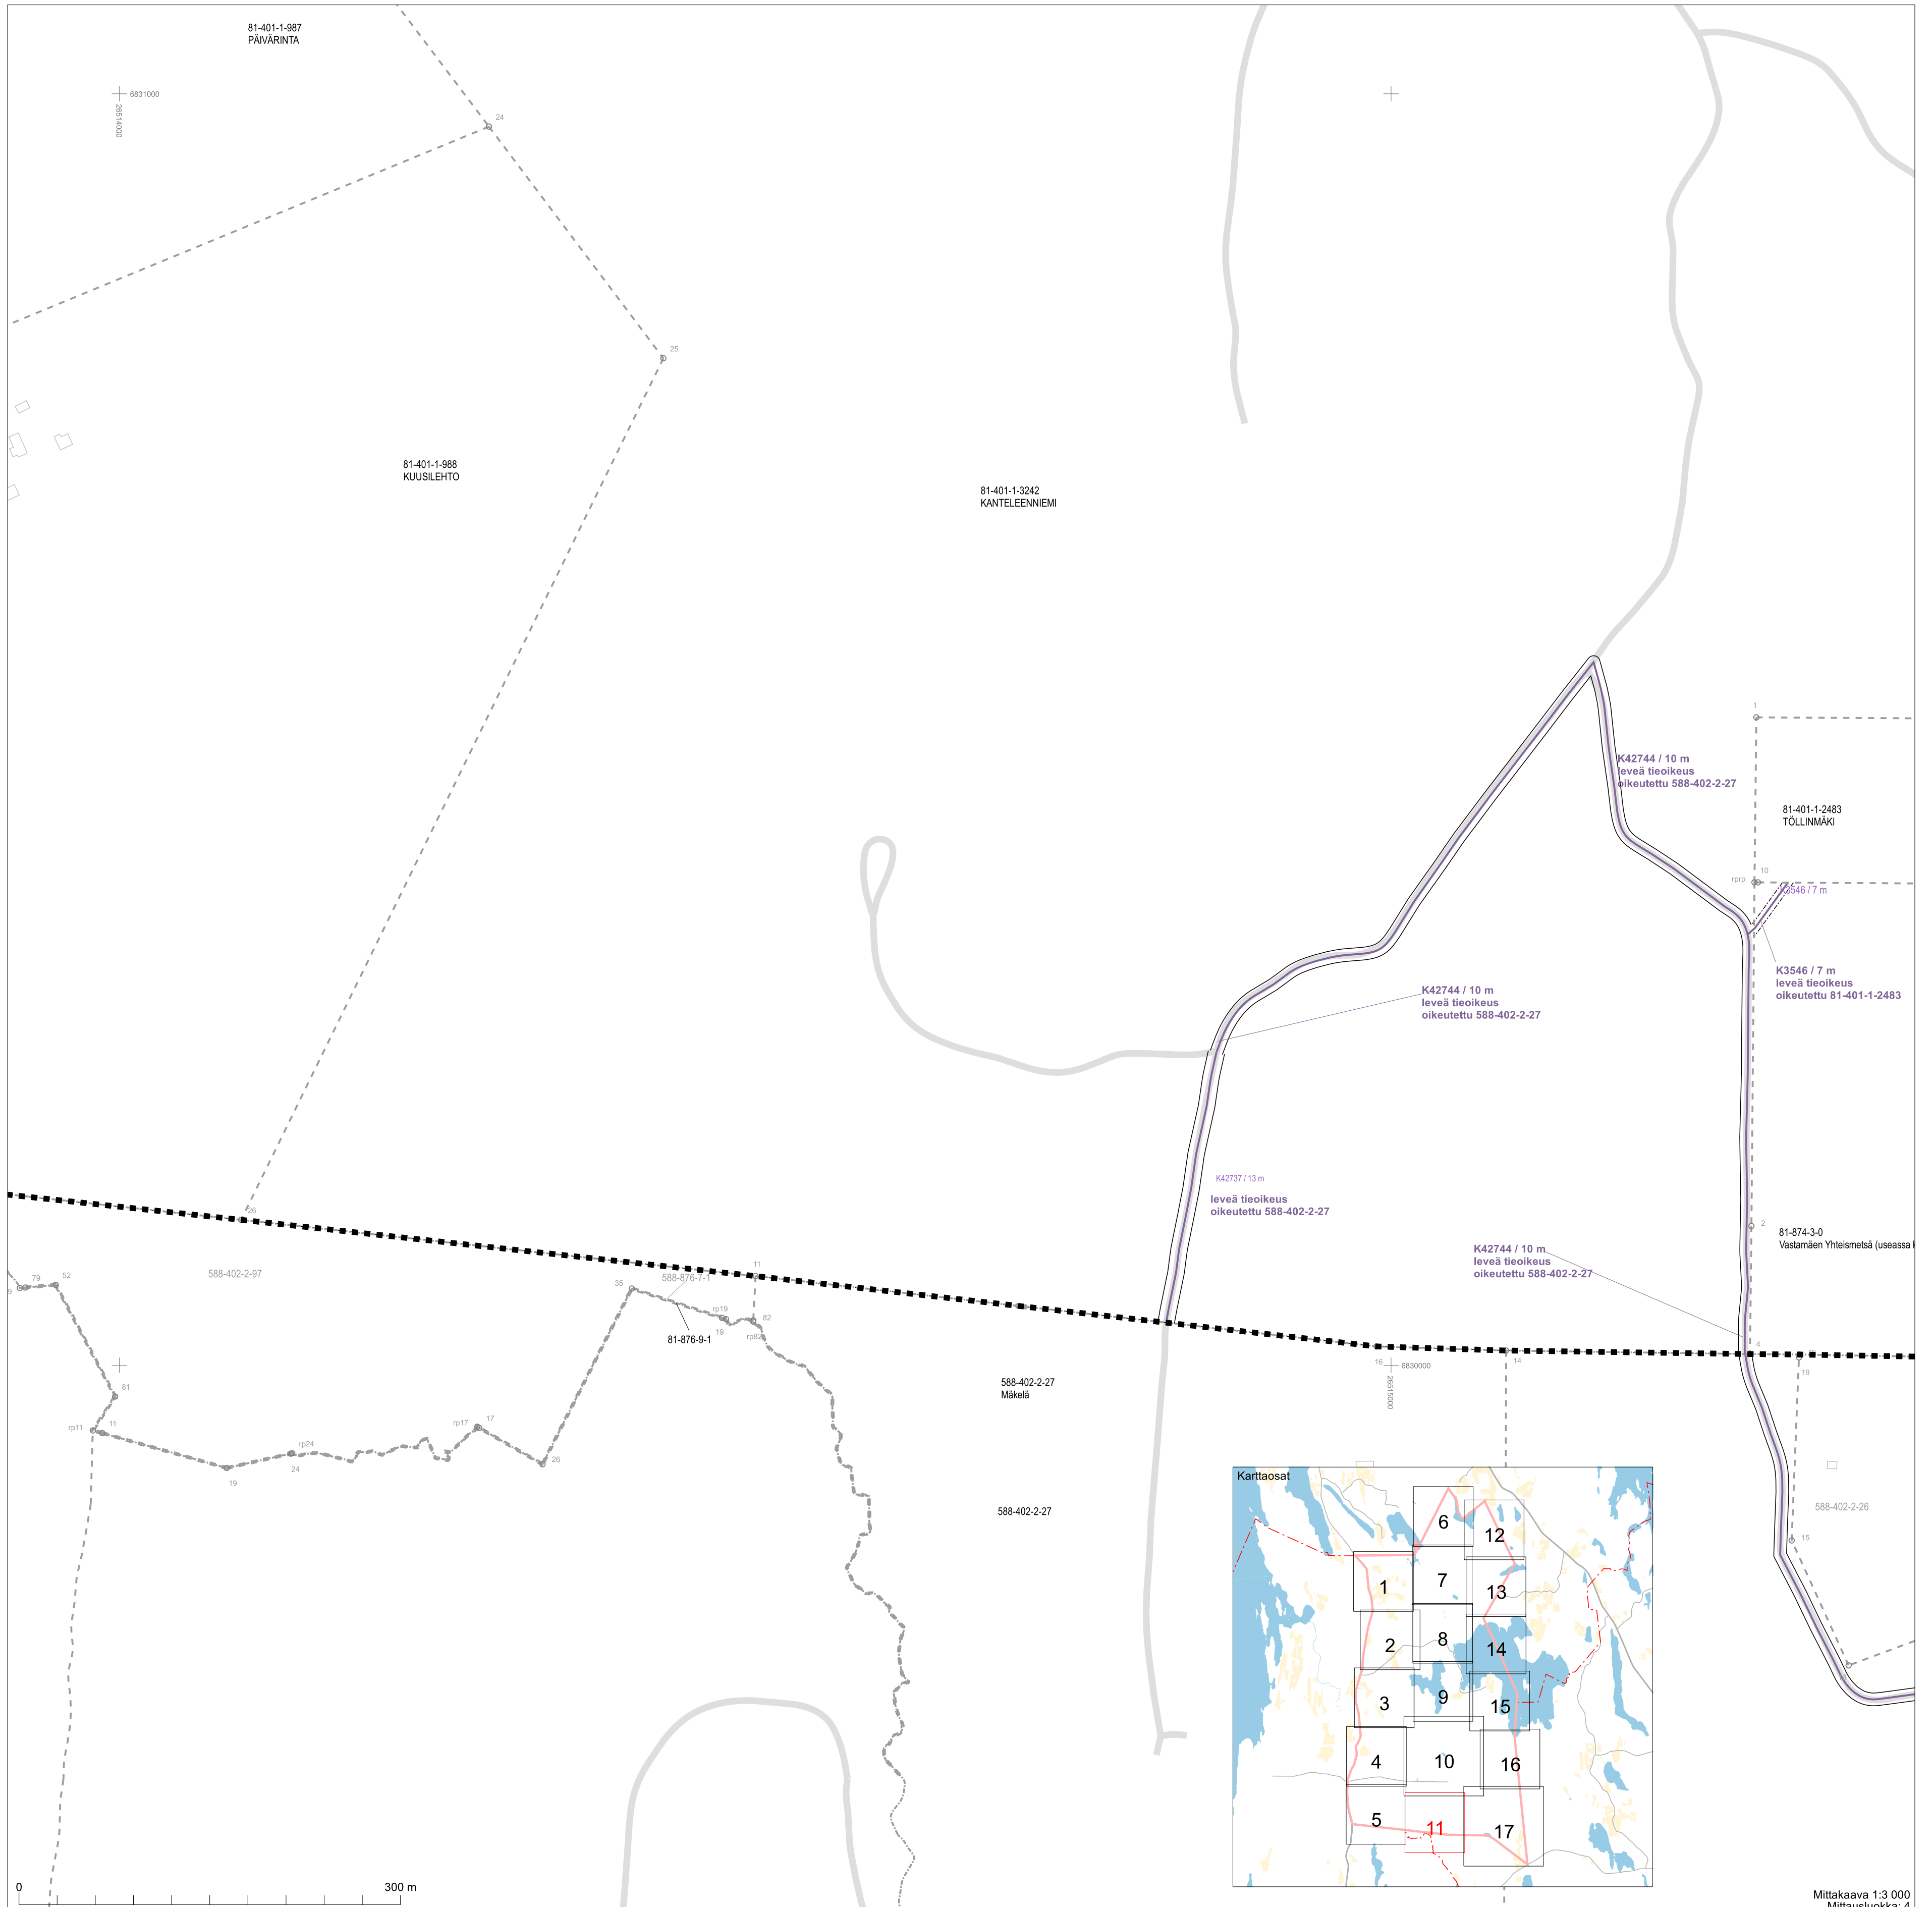 81-401-1-987
PÄIVÄRINTA
6831000
26514000
24
25
81-401-1-988
KUUSILEHTO
81-401-1-3242
KANTELEENNIEMI
1
K42744 / 10 m
leveä tieoikeus
oikeutettu 588-402-2-27
81-401-1-2483
TÖLLINMÄKI
10
rprp
K3546 / 7 m
K3546 / 7 m
leveä tieoikeus
oikeutettu 81-401-1-2483
K42744 / 10 m
leveä tieoikeus
oikeutettu 588-402-2-27
K42737 / 13 m
leveä tieoikeus
oikeutettu 588-402-2-27
26
2
81-874-3-0
Vastamäen Yhteismetsä (useassa
K42744 / 10 m
leveä tieoikeus
oikeutettu 588-402-2-27
588-402-2-97
11
588-876-7-1
79
52
9
35
rp19
19
82
rp82
81-876-9-1
4
14
16
6830000
26515000
19
588-402-2-27
Mäkelä
81
rp11
11
rp17
17
rp24
24
19
26
588-402-2-27
588-402-2-26
15
Karttaosat
6
12
1
7
13
2
8
14
3
9
15
4
10
16
5
11
17
0
300 m
Mittakaava 1:3 000
Mittausluokka: 4